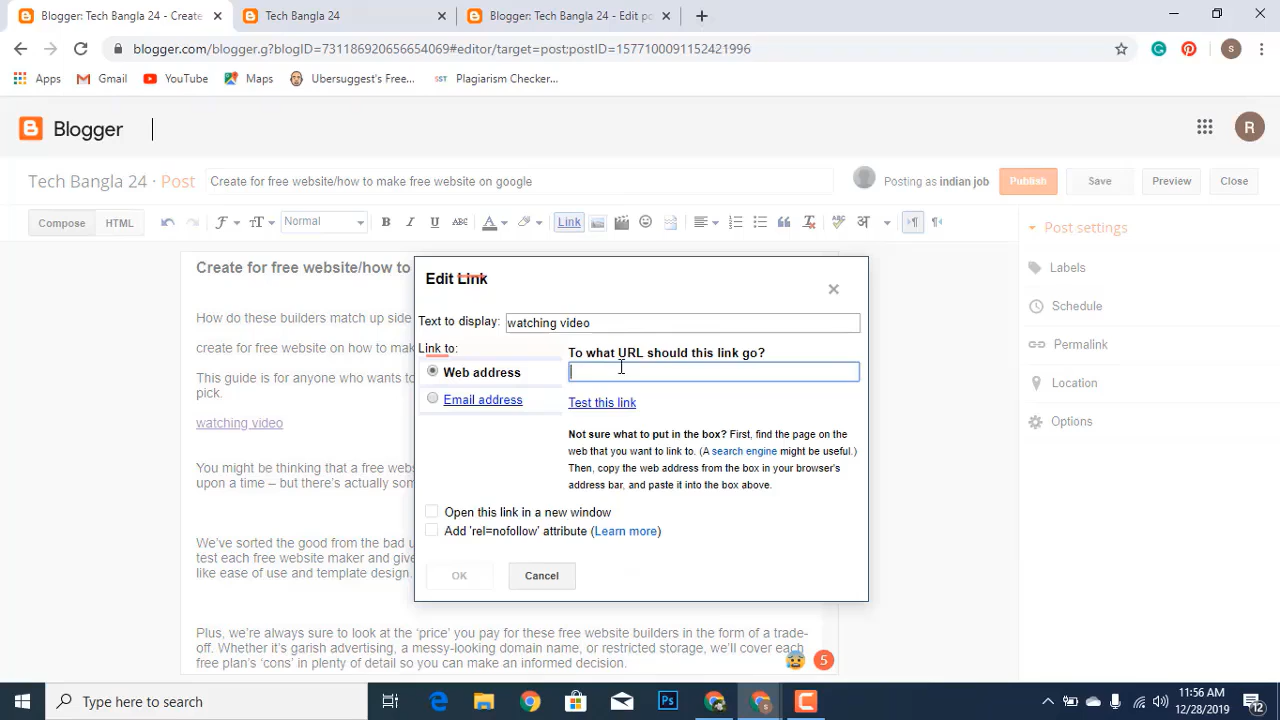 Blogger: Tech Bangla 24 - Create
Tech Bangla 24
Blogger: Tech Bangla 24 - Edit po
blogger.com/blogger.g?blogID=731186920656654069#editor/target=post:postID=1577100091152421996
S
Apps
Gmail
YouTube
Maps
Ubersuggest's Free...
SST
Plagiarism Checker...
Blogger
R
Tech Bangla 24 · Post
Create for free website/how to make free website on google
Posting as indian job
Publish
Save
Preview
Close
Compose
HTML
Normal
B
I
U
ABC
A
Link
अ
Post settings
Labels
Schedule
Permalink
Location
Options
Create for free website/how to
How do these builders match up side
create for free website on how to mak
This guide is for anyone who wants to
pick.
watching video
You might be thinking that a free webs
upon a time – but there's actually som
We've sorted the good from the bad u
test each free website maker and give
like ease of use and template design.
Plus, we're always sure to look at the 'price' you pay for these free website builders in the form of a trade-
off. Whether it's garish advertising, a messy-looking domain name, or restricted storage, we'll cover each
free plan's 'cons' in plenty of detail so you can make an informed decision.
5
Edit Link
Text to display: watching video
Link to:
Web address
Email address
To what URL should this link go?
Test this link
Not sure what to put in the box? First, find the page on the
web that you want to link to. (A search engine might be useful.)
Then, copy the web address from the box in your browser's
address bar, and paste it into the box above.
Open this link in a new window
Add 'rel=nofollow' attribute (Learn more)
OK
Cancel
Type here to search
Ps
11:56 AM
12/28/2019
12